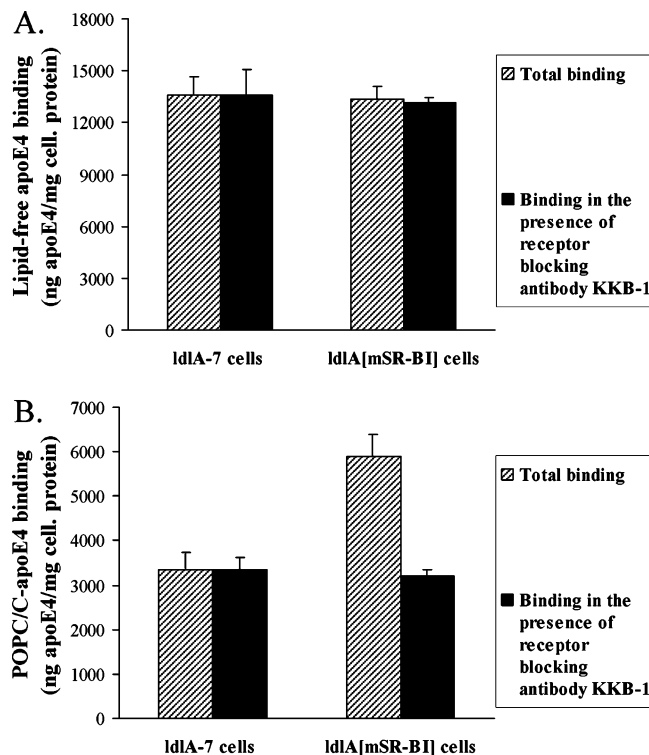 A.
Lipid-free apoE4 binding
(ng apoE4/mg cell. protein)
18000
15000
12000
9000
6000
3000
0
ldlA-7 cells
ldlA[mSR-BI] cells
Total binding
Binding in the
presence of
receptor
blocking
antibody KKB-1
B.
POPC/C-apoE4 binding
(ng apoE4/mg cell. protein)
7000
6000
5000
4000
3000
2000
1000
0
ldlA-7 cells
ldlA[mSR-BI] cells
Total binding
Binding in the
presence of
receptor
blocking
antibody KKB-1